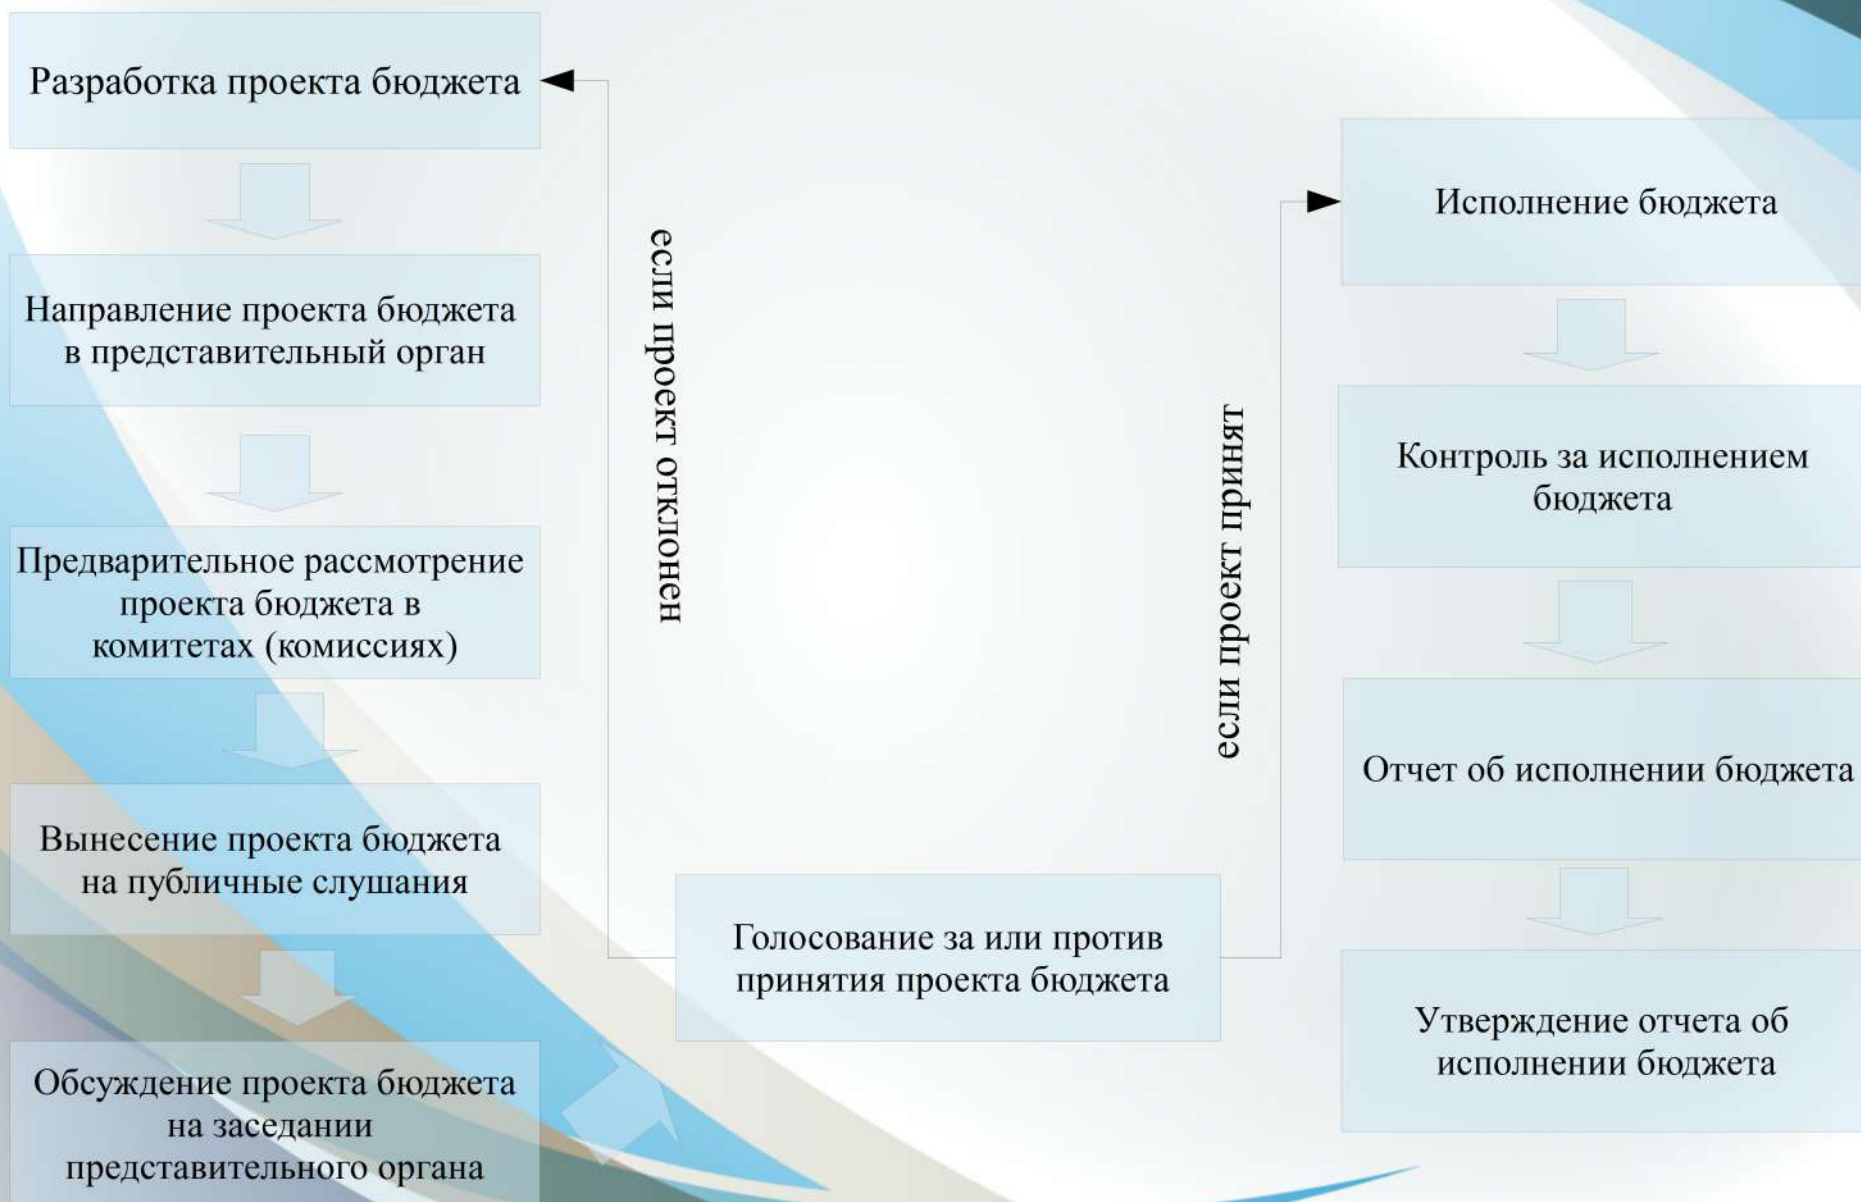 Разработка проекта бюджета
Направление проекта бюджета
в представительный орган
Предварительное рассмотрение
проекта бюджета в
комитетах (комиссиях)
Вынесение проекта бюджета
на публичные слушания
Обсуждение проекта бюджета
на заседании
представительного органа
если проект отклонен
Голосование за или против
принятия проекта бюджета
если проект принят
Исполнение бюджета
Контроль за исполнением
бюджета
Отчет об исполнении бюджета
Утверждение отчета об
исполнении бюджета